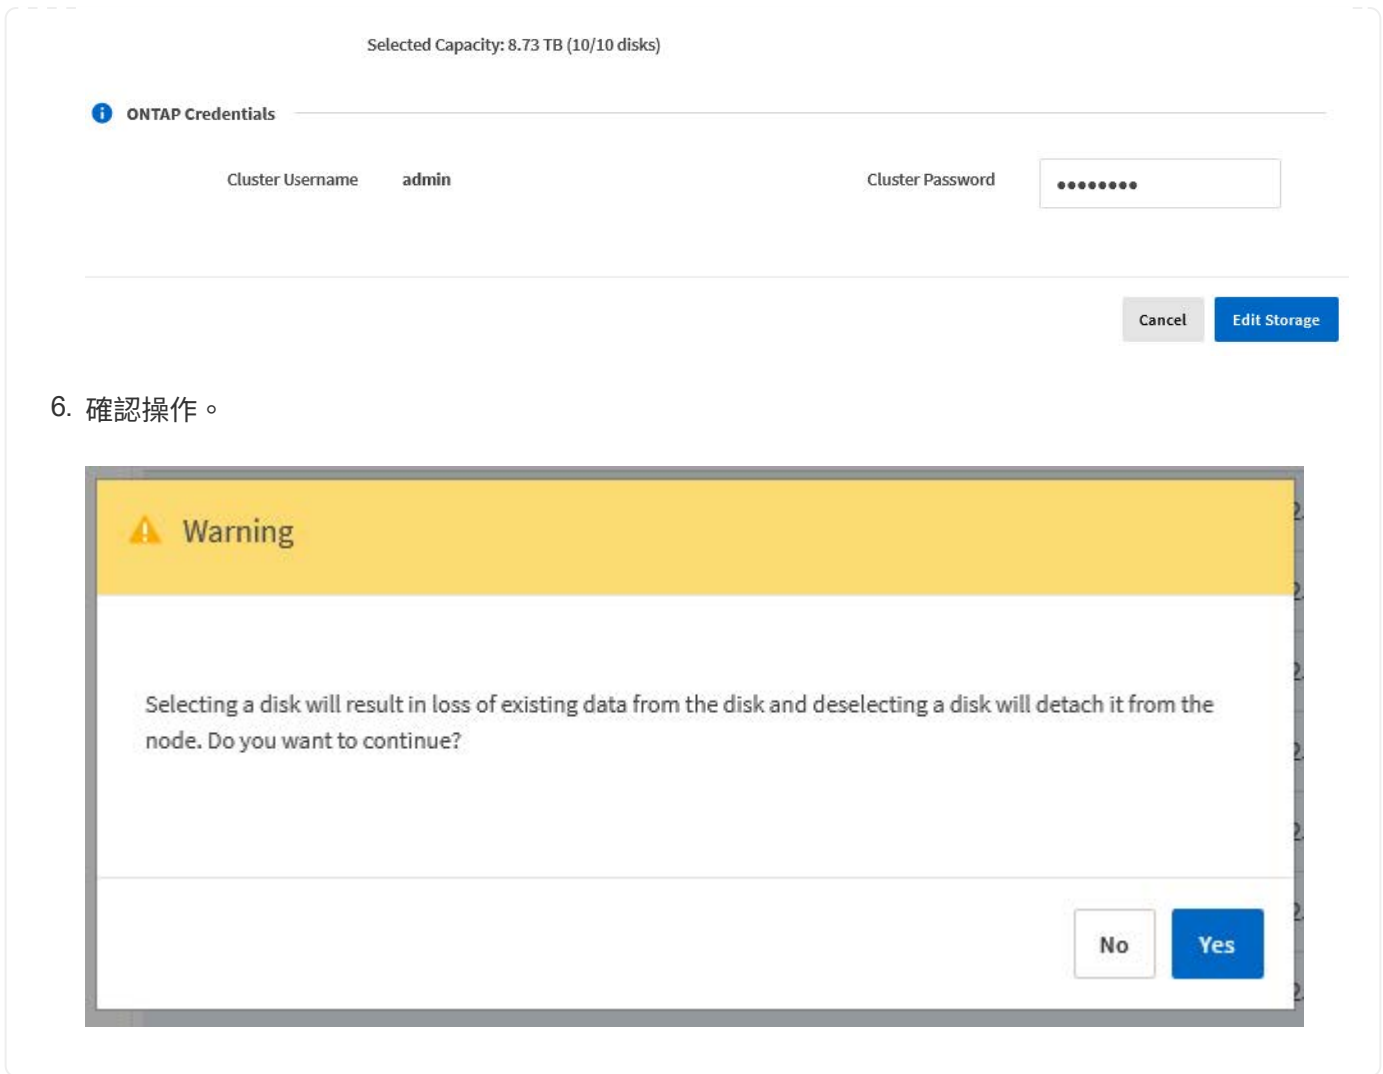 Selected Capacity: 8.73 TB (10/10 disks)
ONTAP Credentials
Cluster Username admin Cluster Password ••••••••
Cancel Edit Storage
6. 確認操作。
Warning
Selecting a disk will result in loss of existing data from the disk and deselecting a disk will detach it from the
node. Do you want to continue?
No Yes